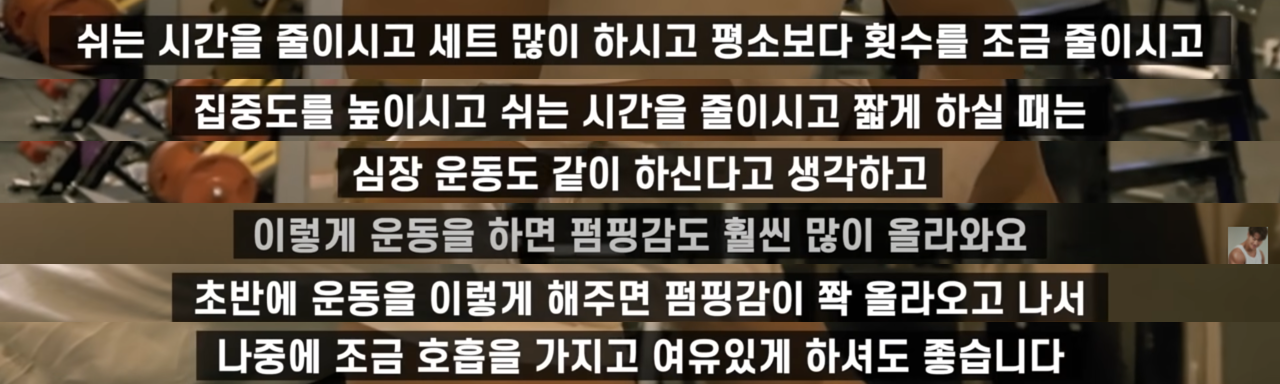 쉬는 시간을 줄이시고 세트 많이 하시고 평소보다 횟수를 조금 줄이시고
집중도를 높이시고 쉬는 시간을 줄이시고 짧게 하실 때는
심장 운동도 같이 하신다고 생각하고
이렇게 운동을 하면 펌핑감도 훨씬 많이 올라와요
초반에 운동을 이렇게 해주면 펌핑감이 쫙 올라오고 나서
나중에 조금 호흡을 가지고 여유있게 하셔도 좋습니다